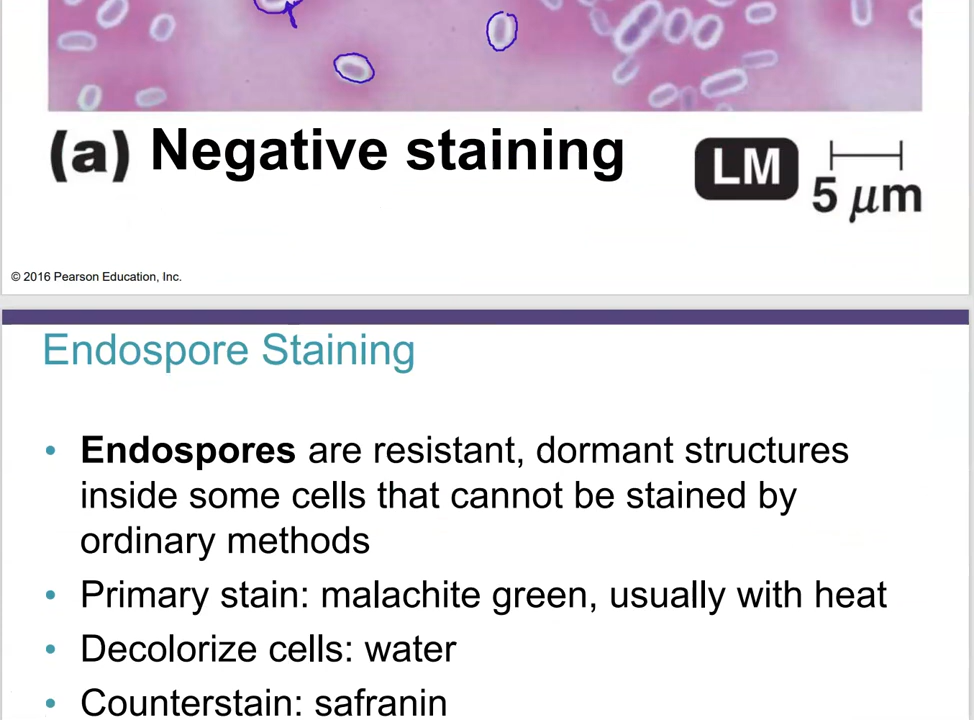 (a) Negative staining
LM 5 μm
© 2016 Pearson Education, Inc.
Endospore Staining
• Endospores are resistant, dormant structures
inside some cells that cannot be stained by
ordinary methods
• Primary stain: malachite green, usually with heat
• Decolorize cells: water
• Counterstain: safranin